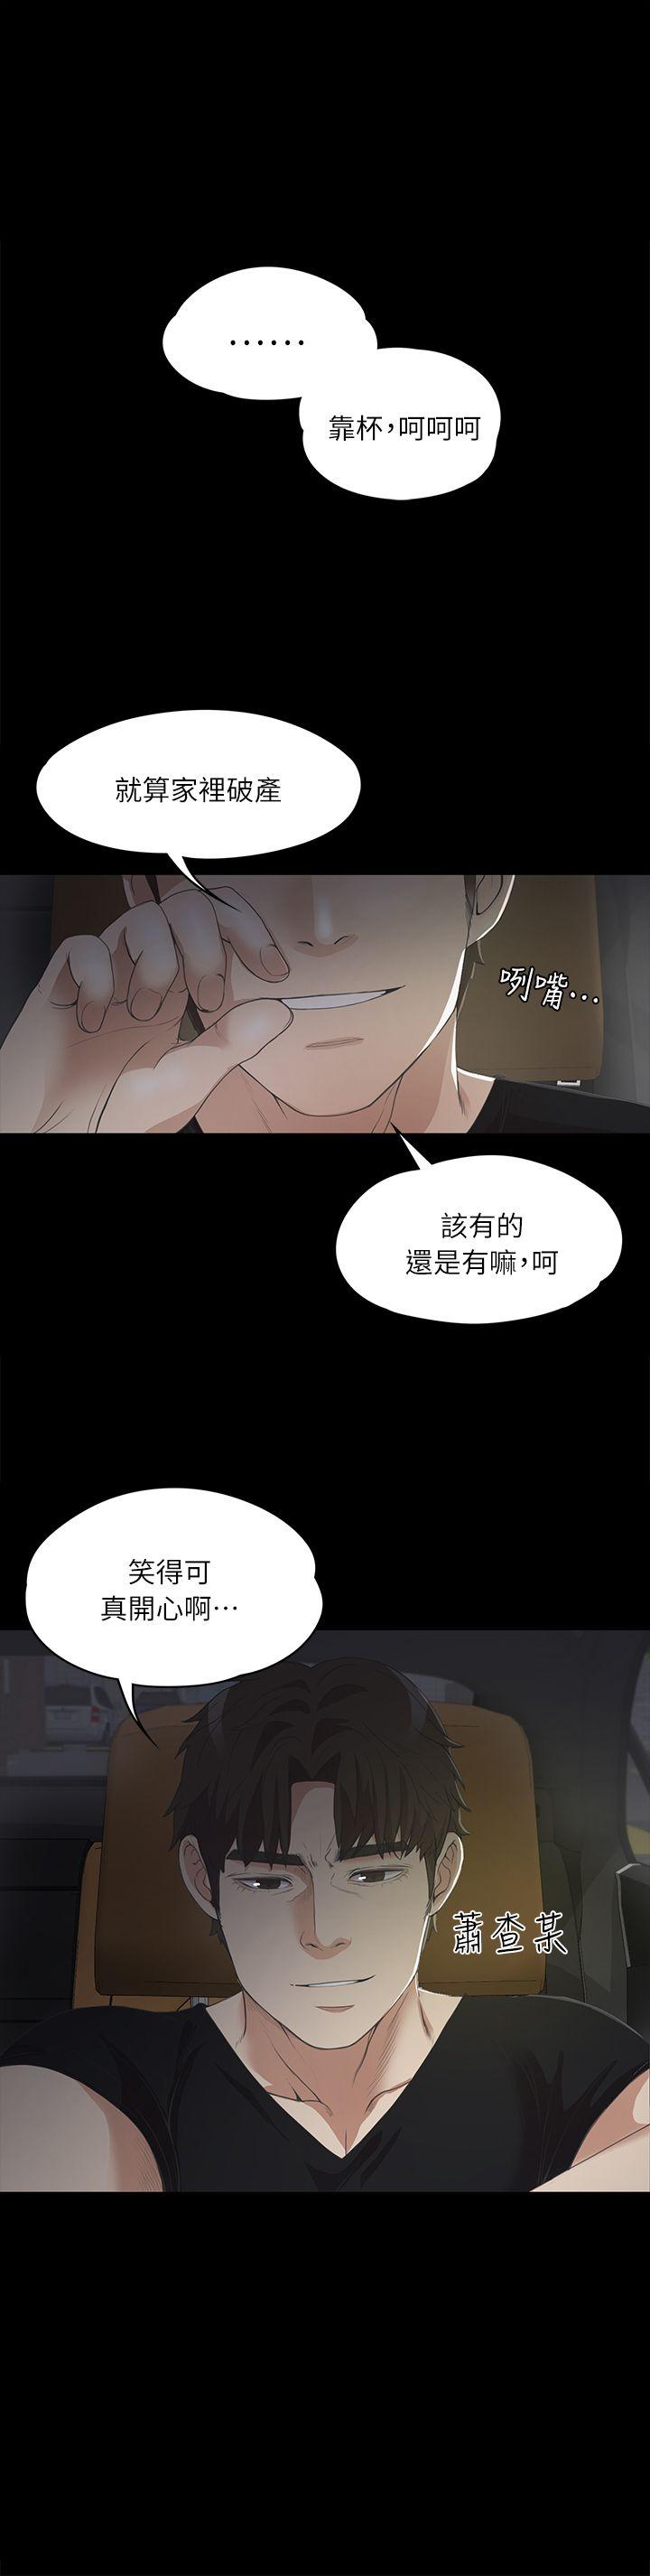 ······
靠杯，呵呵呵
就算家裡破產
咧嘴…
該有的
還是有嘛，呵
笑得可
真開心啊…
蕭查某